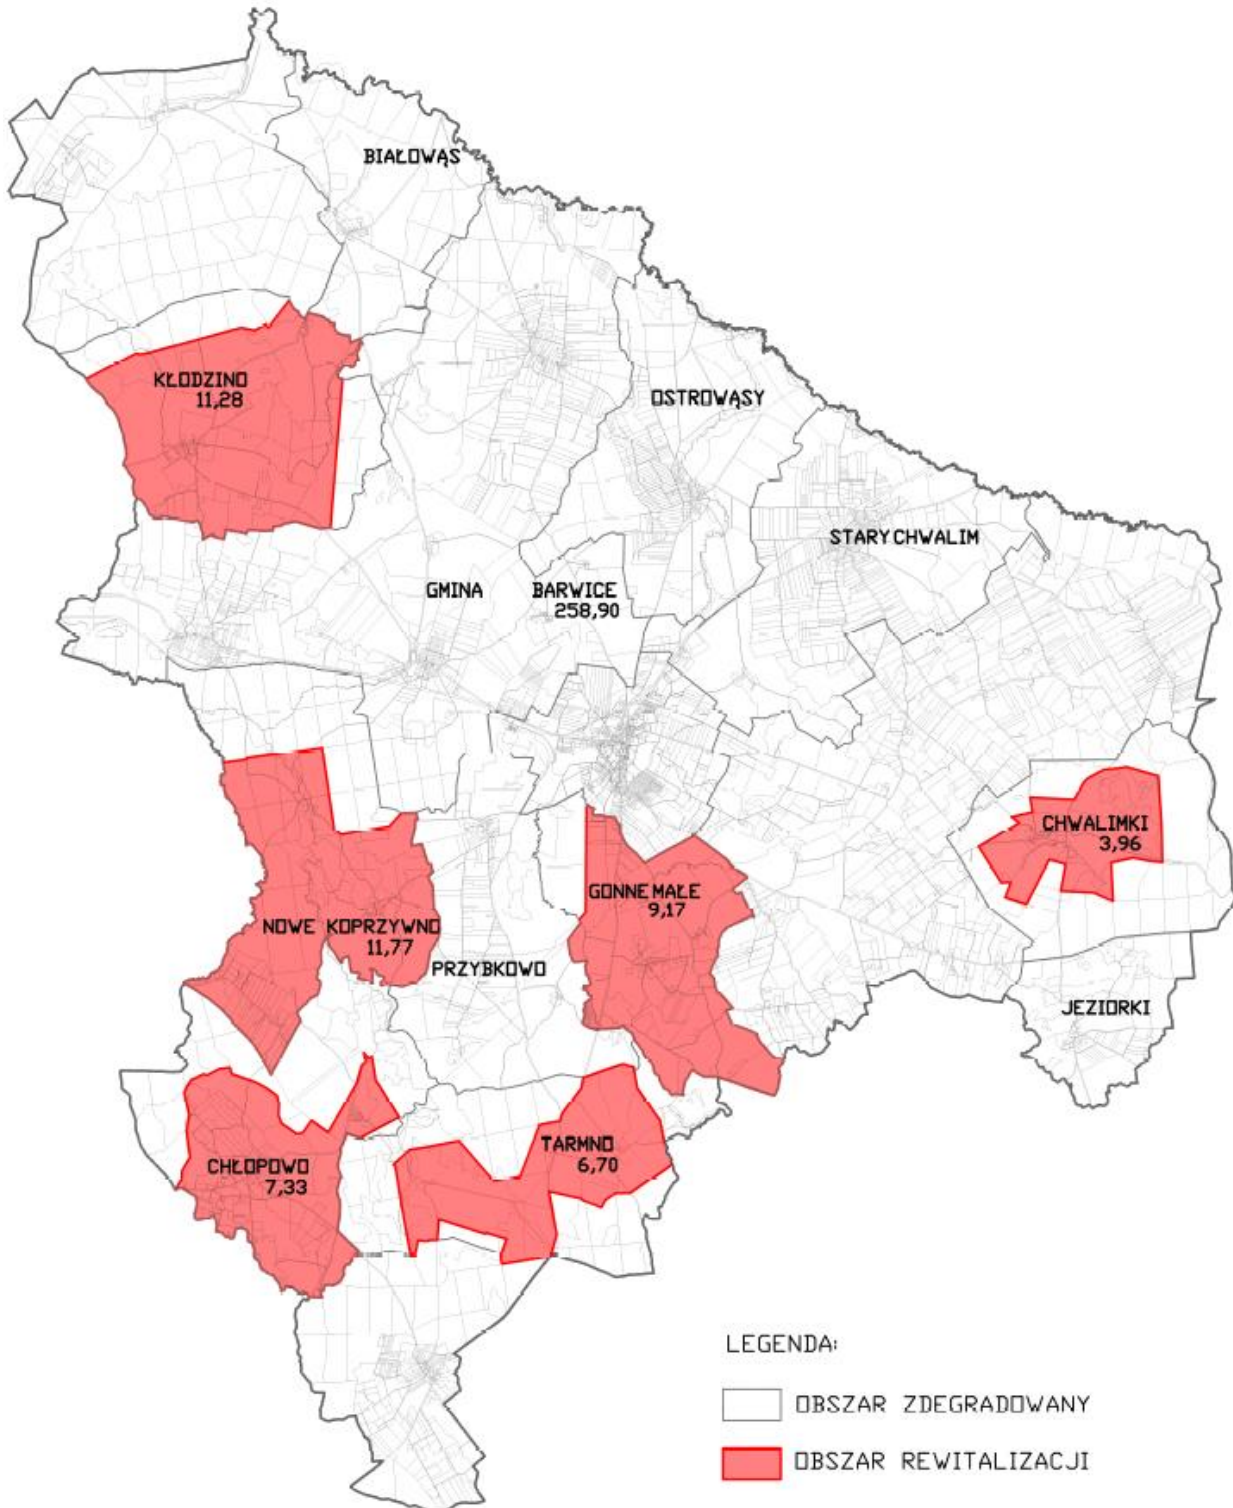 BIAŁOWĄS
KŁODZINO
11,28
OSTROWĄSY
STARY CHWALIM
GMINA BARWICE
258,90
CHWALIMKI
3,96
GONNE MAŁE
9,17
NOWE KOPRZYWNO
11,77
PRZYBKOWO
JEZIORKI
TARMNO
6,70
CHŁOPOWO
7,33
LEGENDA:
OBSZAR ZDEGRADOWANY
OBSZAR REWITALIZACJI